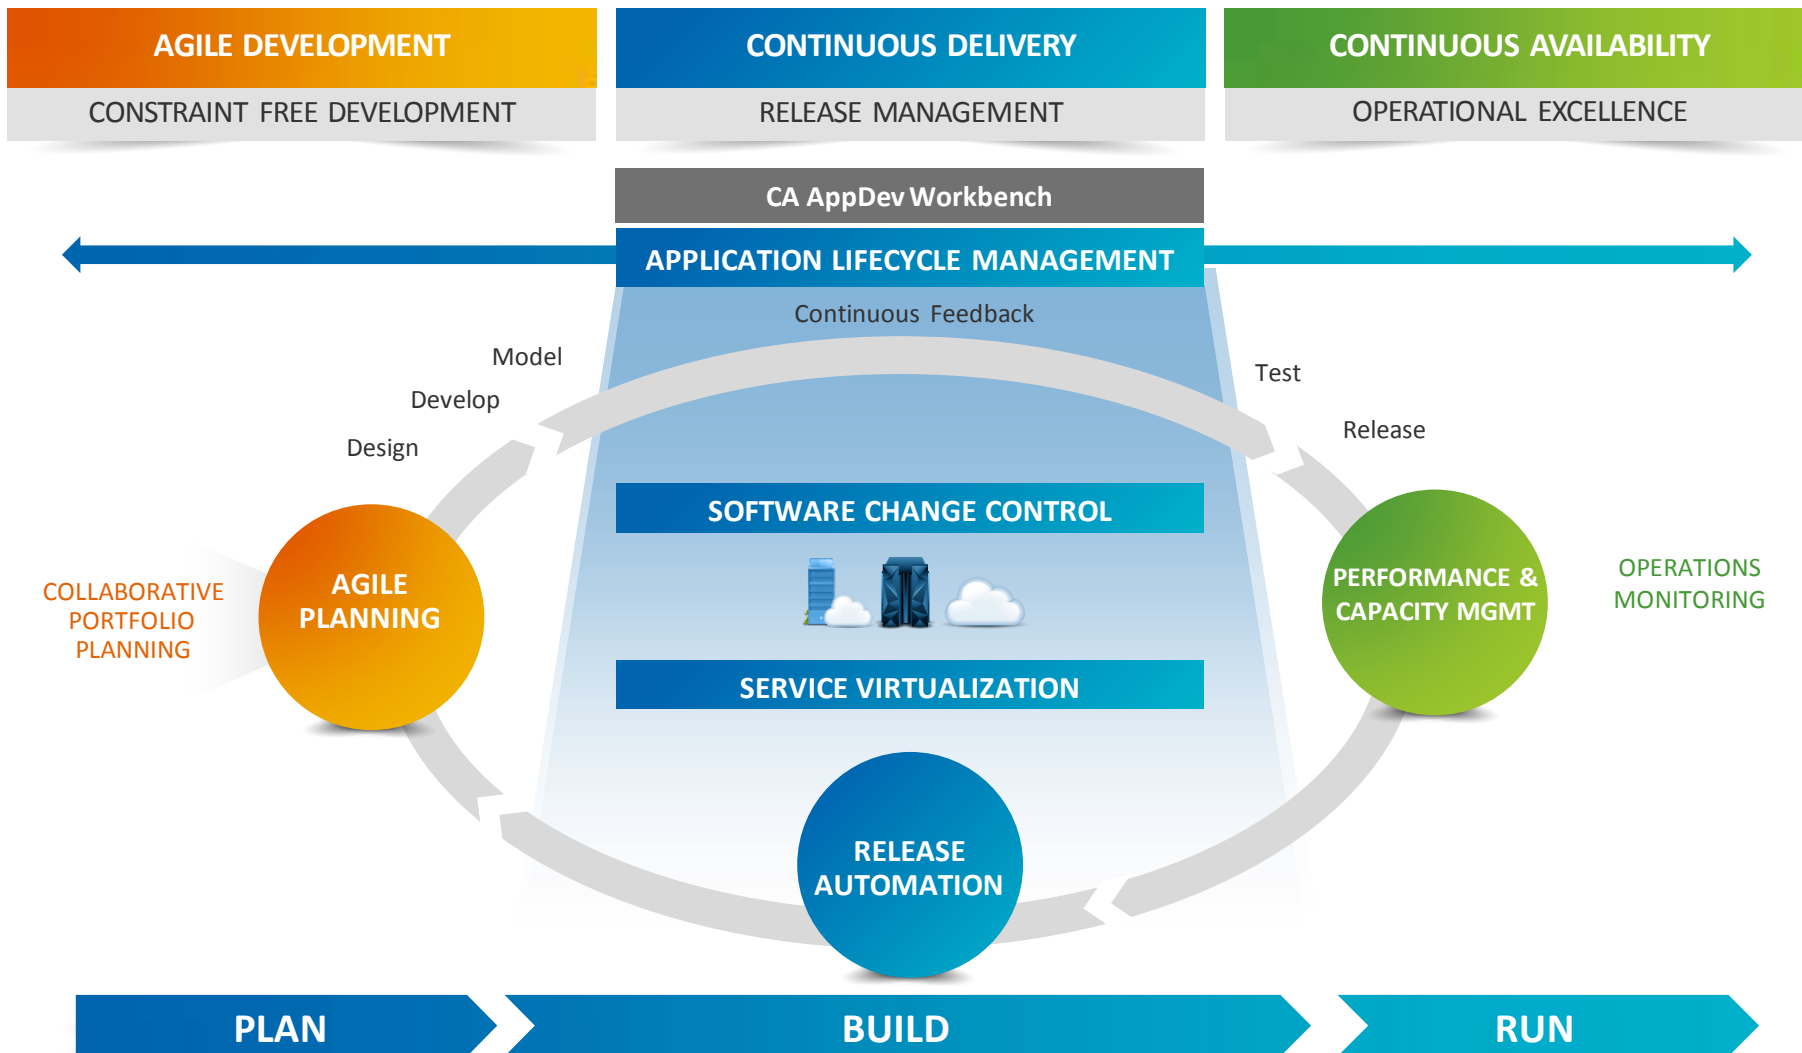 AGILE DEVELOPMENT
CONTINUOUS DELIVERY
CONTINUOUS AVAILABILITY
CONSTRAINT FREE DEVELOPMENT
RELEASE MANAGEMENT
OPERATIONAL EXCELLENCE
CA AppDev Workbench
APPLICATION LIFECYCLE MANAGEMENT
Continuous Feedback
Model
Develop
Design
Test
Release
SOFTWARE CHANGE CONTROL
COLLABORATIVE
PORTFOLIO
PLANNING
AGILE
PLANNING
PERFORMANCE &
CAPACITY MGMT
OPERATIONS
MONITORING
SERVICE VIRTUALIZATION
RELEASE
AUTOMATION
PLAN
BUILD
RUN